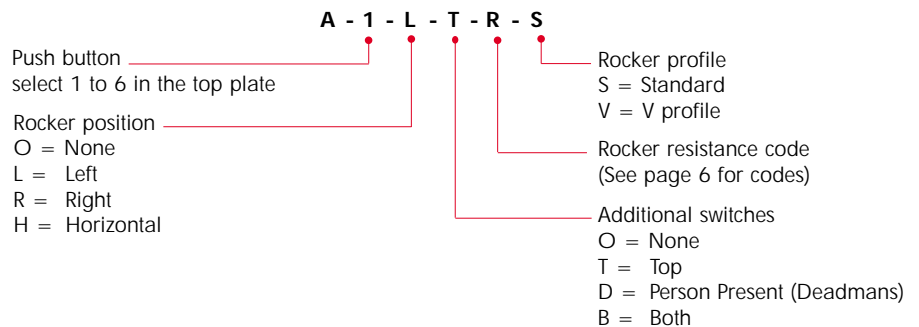 A - 1 - L - T - R - S
Push button
select 1 to 6 in the top plate
Rocker position
O = None
L = Left
R = Right
H = Horizontal
Rocker profile
S = Standard
V = V profile
Rocker resistance code
(See page 6 for codes)
Additional switches
O = None
T = Top
D = Person Present (Deadmans)
B = Both